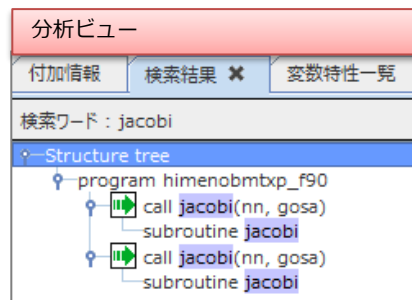 分析ビュー
付加情報 検索結果 ✖ 変数特性一覧
検索ワード : jacobi
Structure tree
program himenobmtxp_f90
call jacobi(nn, gosa)
subroutine jacobi
call jacobi(nn, gosa)
subroutine jacobi